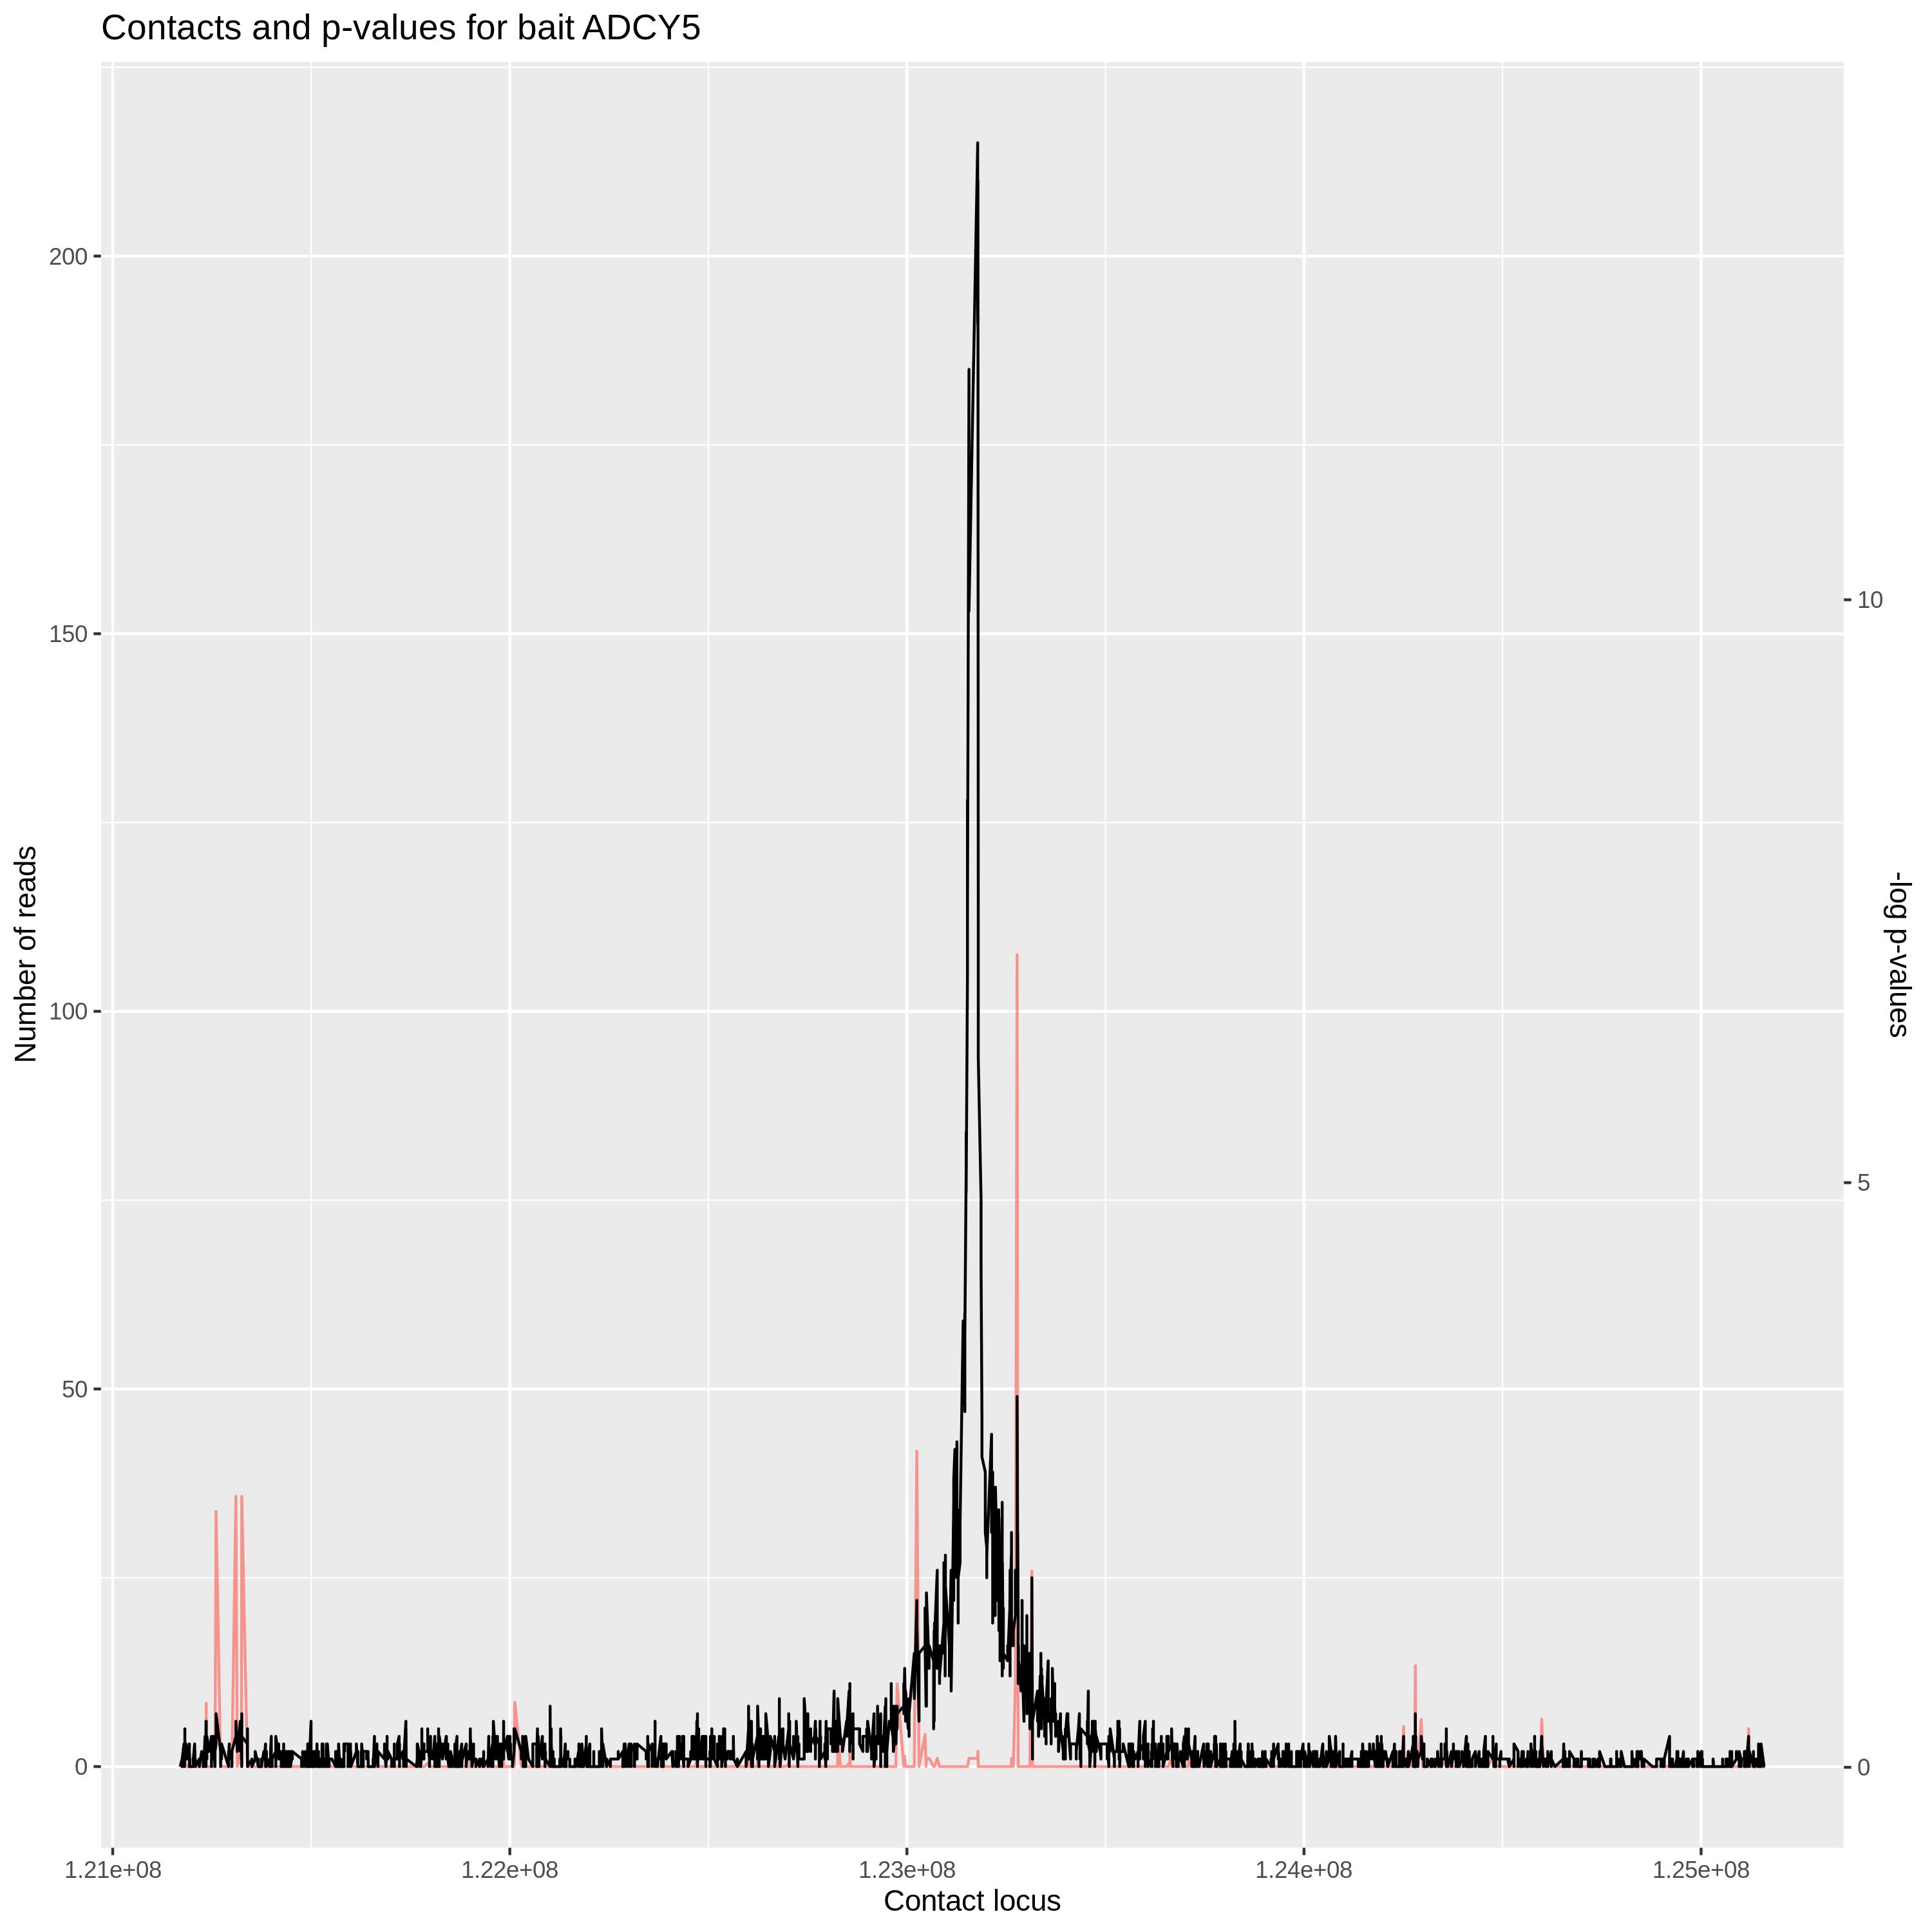 Contacts and p-values for bait ADCY5
Number of reads
200
150
100
50
0
-log p-values
10
5
0
1.21e+08
1.22e+08
1.23e+08
1.24e+08
1.25e+08
Contact locus